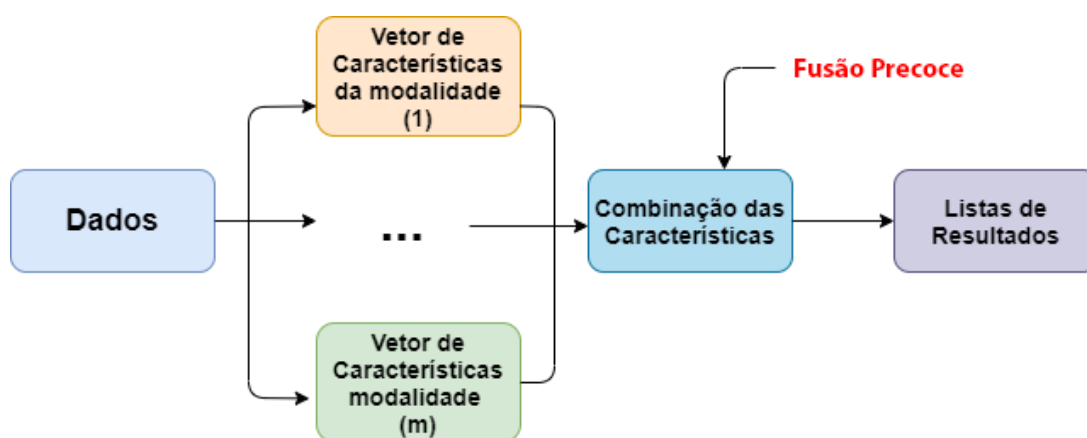 Vetor de
Características
da modalidade
(1)
Fusão Precoce
Dados
...
Combinação das
Características
Listas de
Resultados
Vetor de
Características
modalidade
(m)